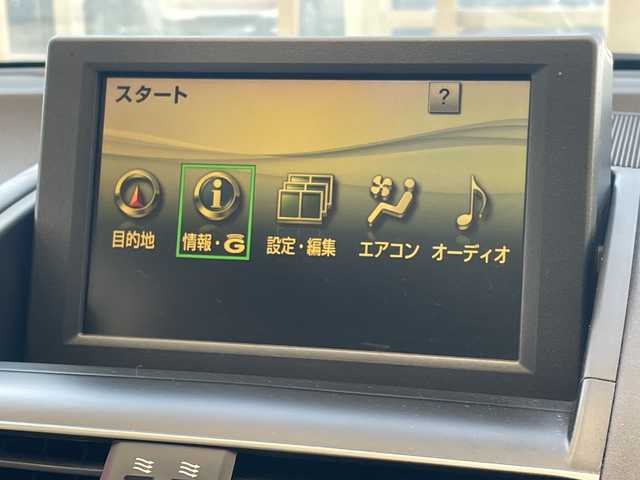 スタート ?
目的地 情報・G 設定・編集 エアコン オーディオ